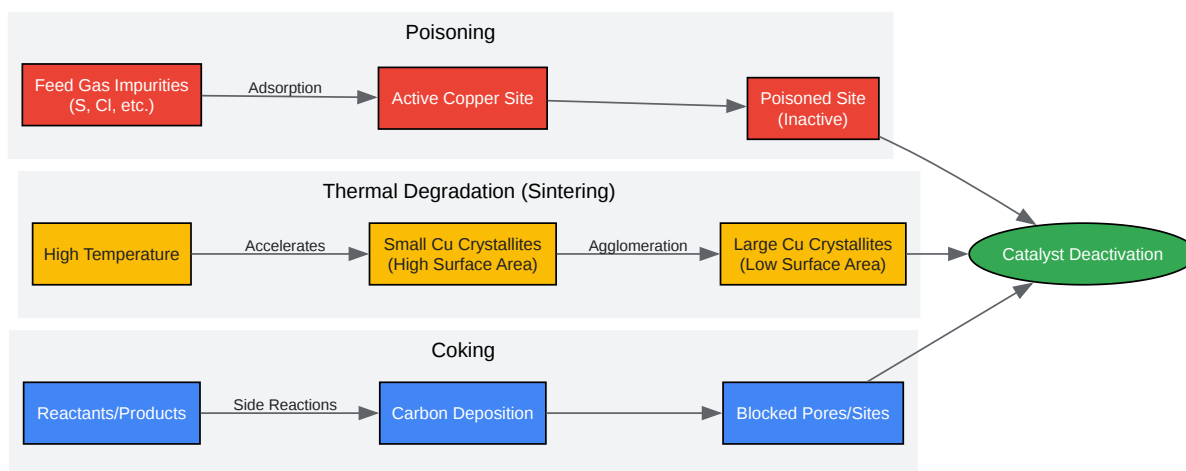 Poisoning
Feed Gas Impurities
(S, Cl, etc.)
Adsorption
Active Copper Site
Poisoned Site
(Inactive)
Thermal Degradation (Sintering)
High Temperature
Accelerates
Small Cu Crystallites
(High Surface Area)
Agglomeration
Large Cu Crystallites
(Low Surface Area)
Catalyst Deactivation
Coking
Reactants/Products
Side Reactions
Carbon Deposition
Blocked Pores/Sites